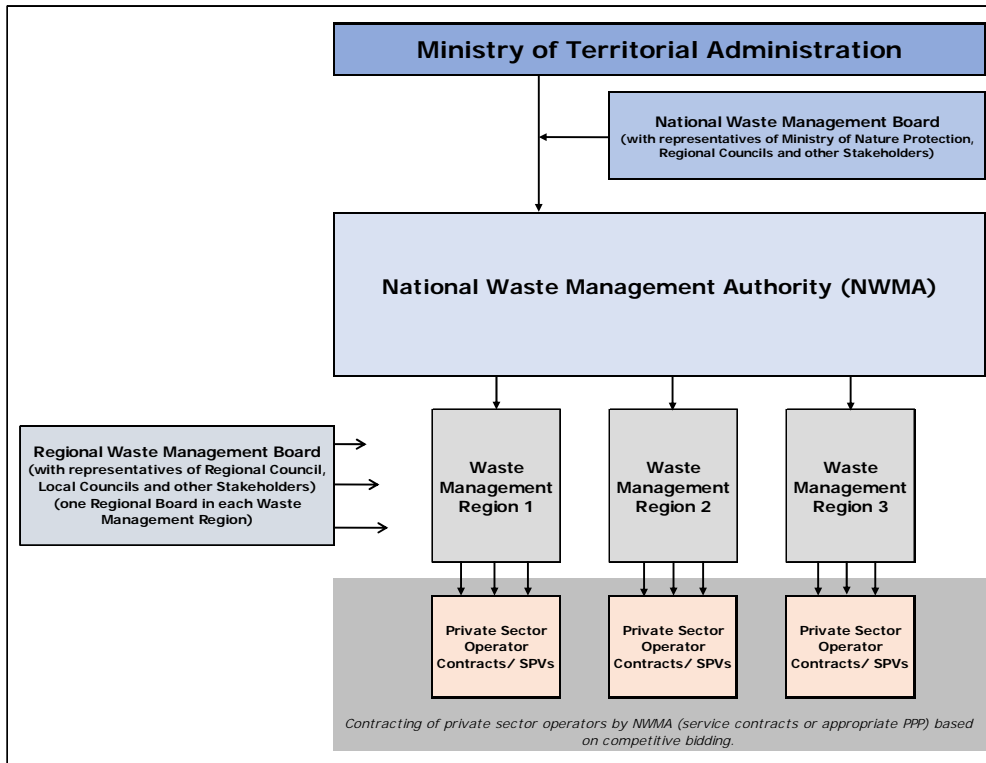 Ministry of Territorial Administration
National Waste Management Board
(with representatives of Ministry of Nature Protection,
Regional Councils and other Stakeholders)
National Waste Management Authority (NWMA)
Regional Waste Management Board
(with representatives of Regional Council,
Local Councils and other Stakeholders)
(one Regional Board in each Waste
Management Region)
Waste
Management
Region 1
Waste
Management
Region 2
Waste
Management
Region 3
Private Sector
Operator
Contracts/ SPVs
Private Sector
Operator
Contracts/ SPVs
Private Sector
Operator
Contracts/ SPVs
Contracting of private sector operators by NWMA (service contracts or appropriate PPP) based
on competitive bidding.